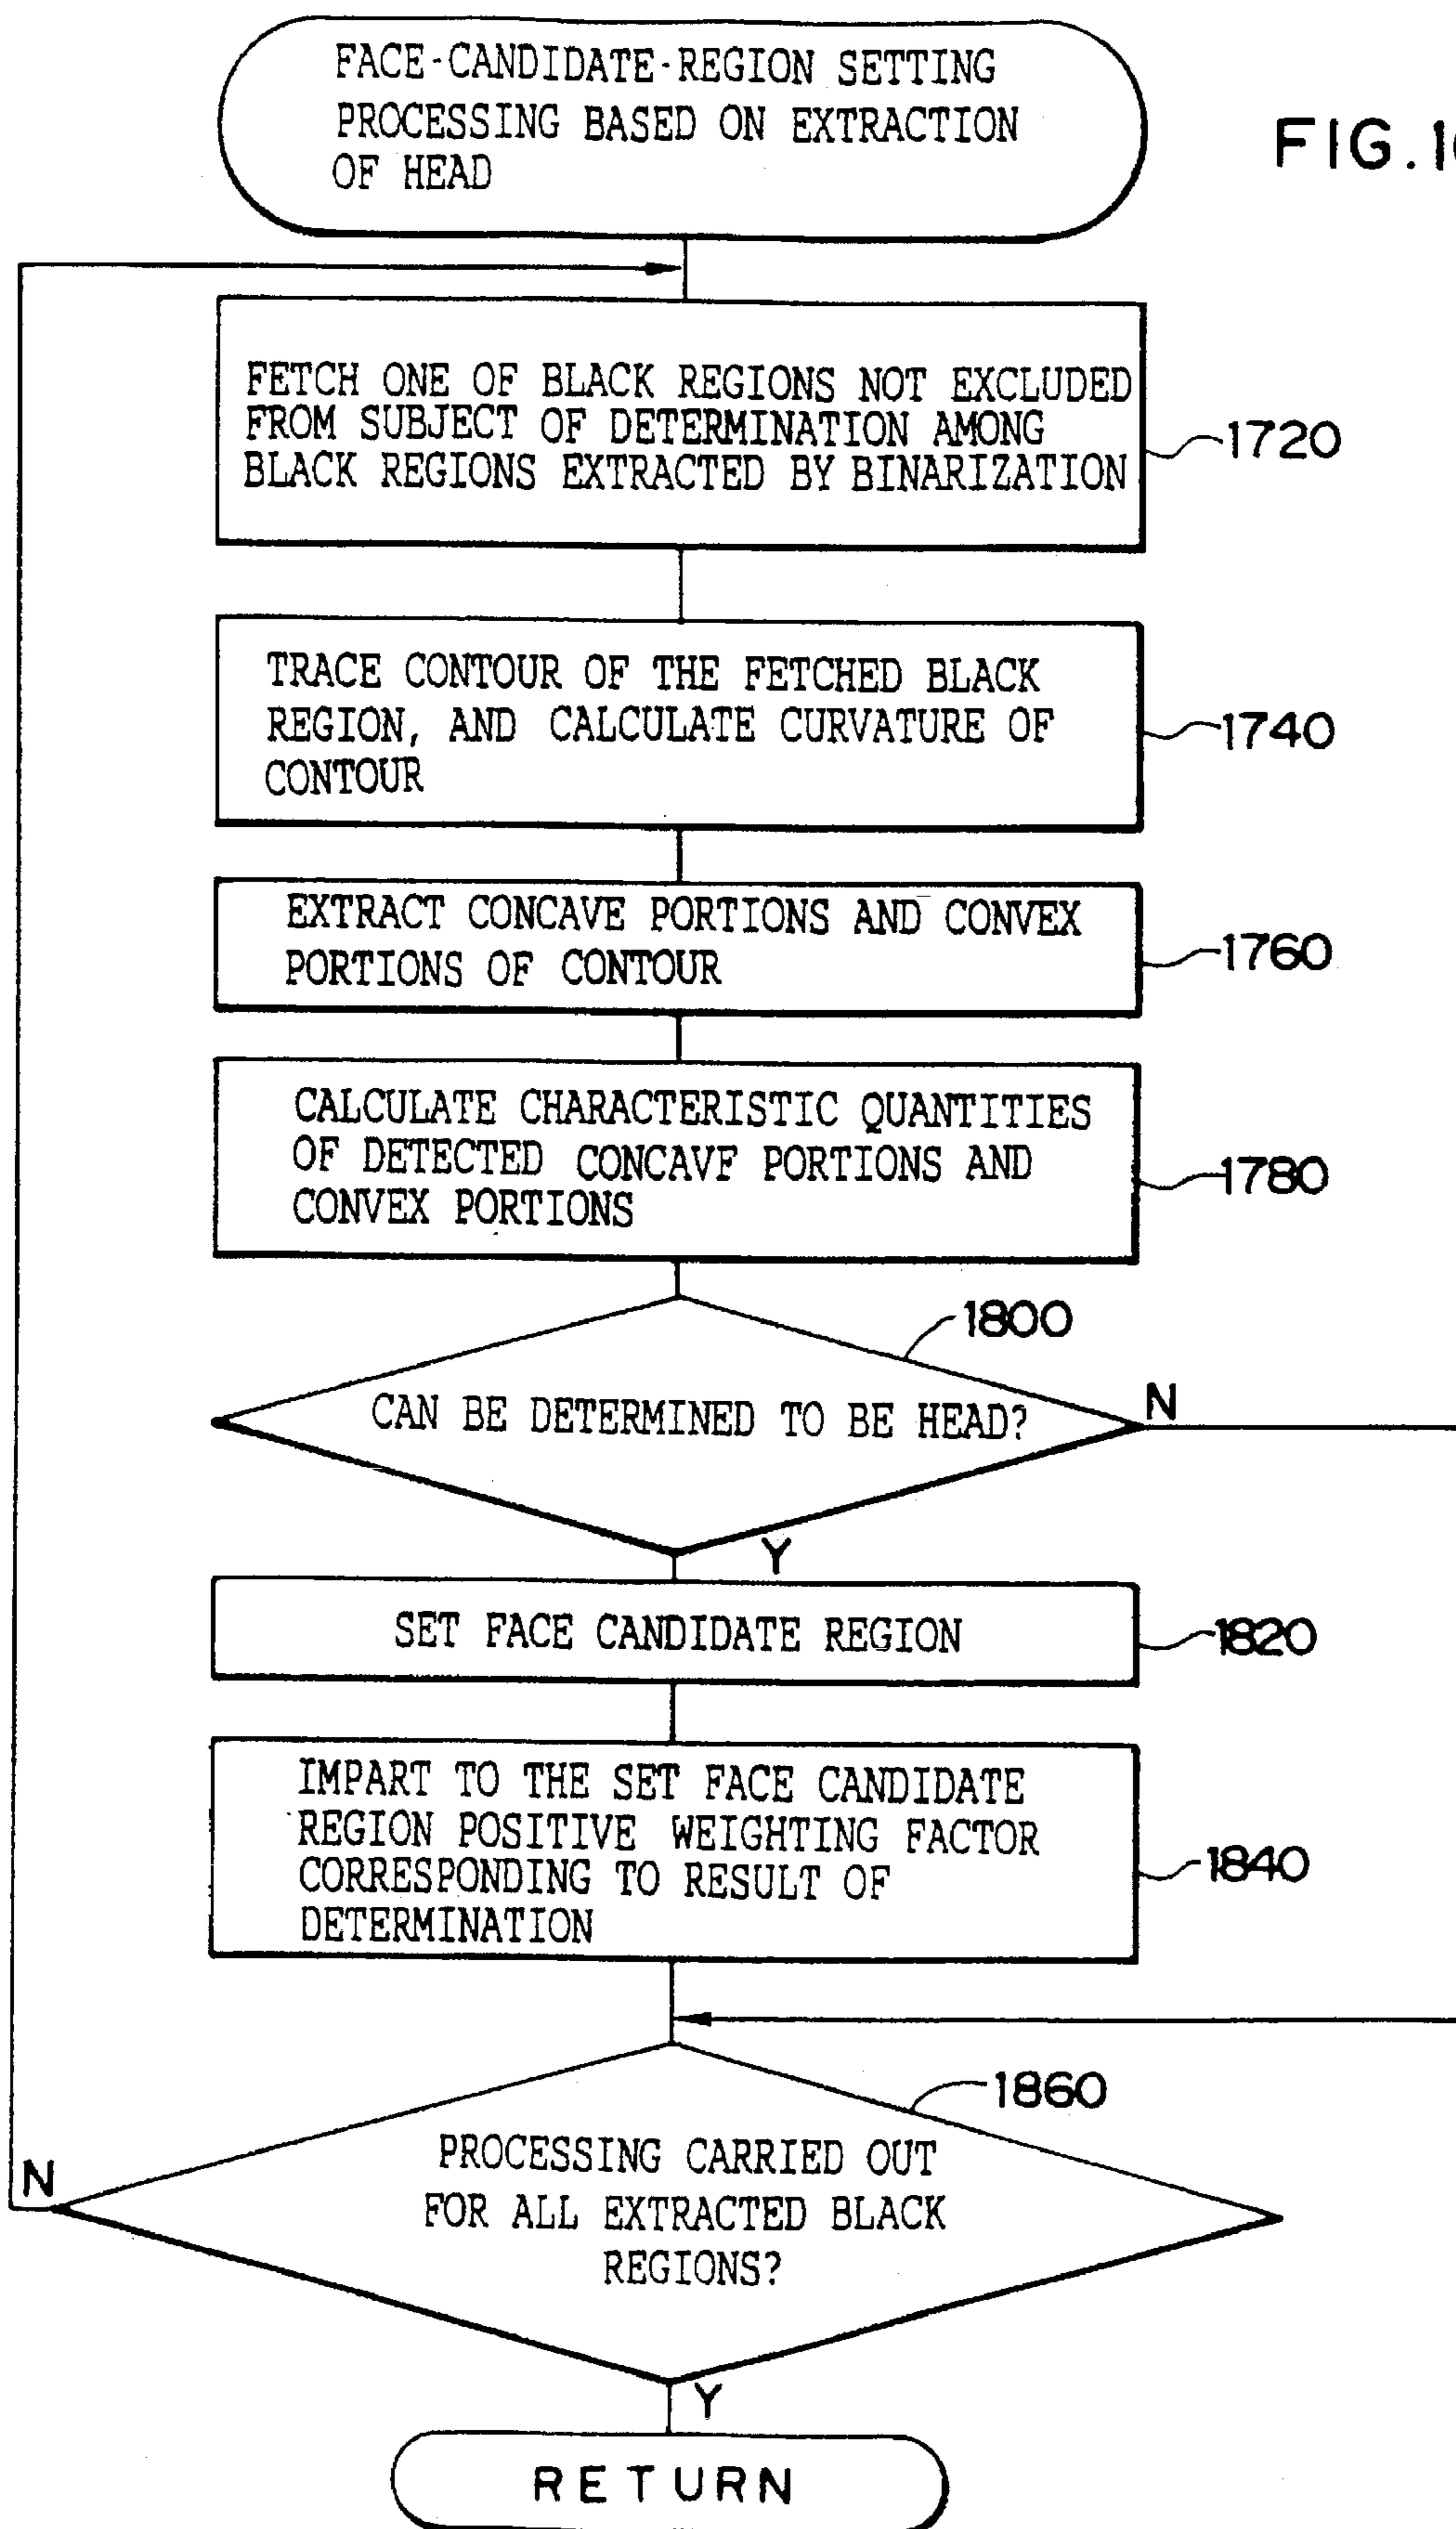 FACE-CANDIDATE-REGION SETTING
PROCESSING BASED ON EXTRACTION
OF HEAD
FETCH ONE OF BLACK REGIONS NOT EXCLUDED
FROM SUBJECT OF DETERMINATION AMONG
BLACK REGIONS EXTRACTED BY BINARIZATION
1720
TRACE CONTOUR OF THE FETCHED BLACK
REGION, AND CALCULATE CURVATURE OF
CONTOUR
1740
EXTRACT CONCAVE PORTIONS AND CONVEX
PORTIONS OF CONTOUR
1760
CALCULATE CHARACTERISTIC QUANTITIES
OF DETECTED CONCAVF PORTIONS AND
CONVEX PORTIONS
1780
1800
CAN BE DETERMINED TO BE HEAD?
N
Y
SET FACE CANDIDATE REGION
1820
IMPART TO THE SET FACE CANDIDATE
REGION POSITIVE WEIGHTING FACTOR
CORRESPONDING TO RESULT OF
DETERMINATION
1840
1860
PROCESSING CARRIED OUT
FOR ALL EXTRACTED BLACK
REGIONS?
N
Y
RETURN
FIG.